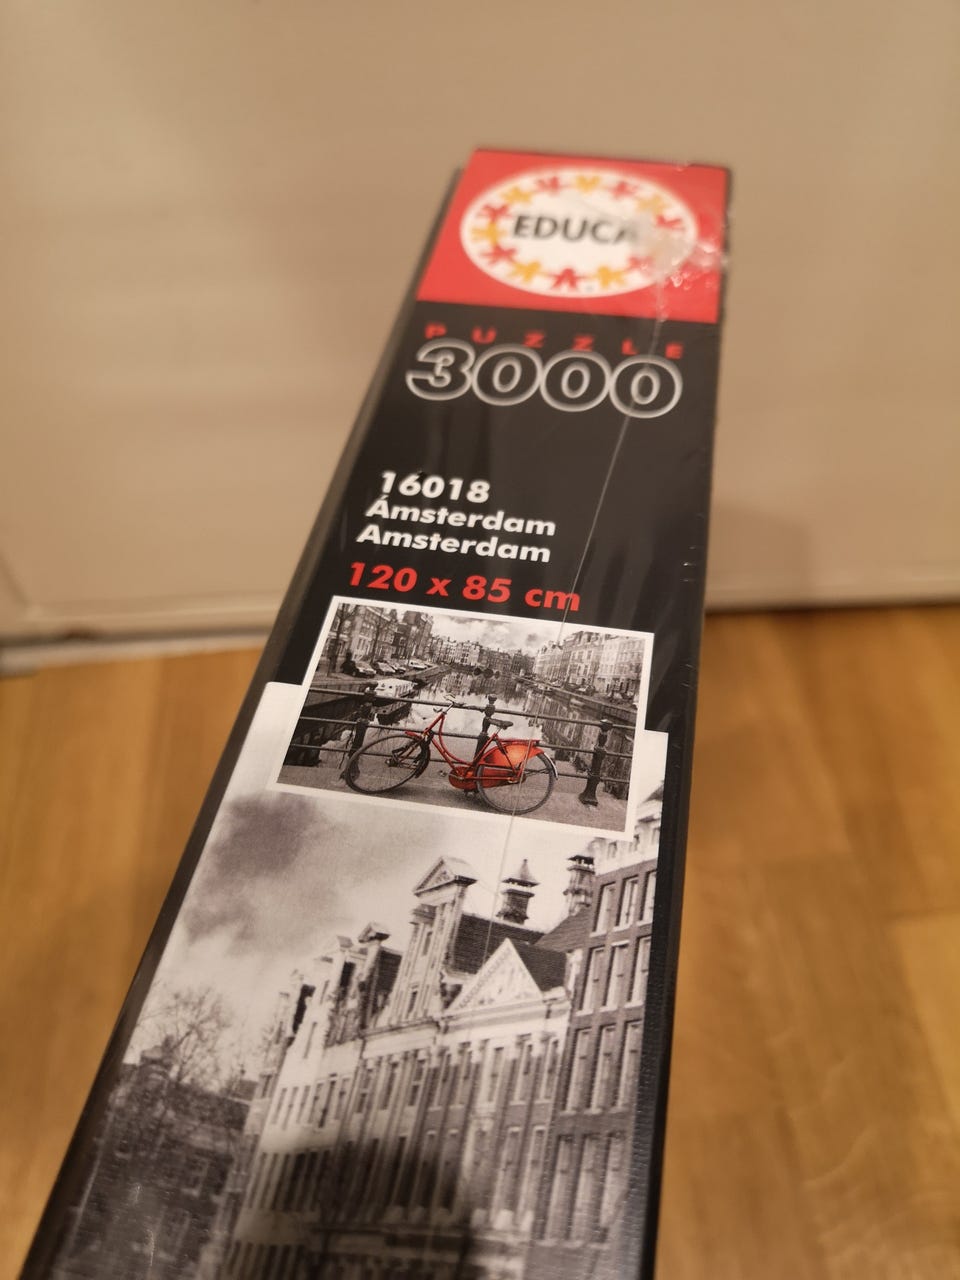 EDUCA
PUZZLE
3000
16018
Ámsterdam
Amsterdam
120 x 85 cm